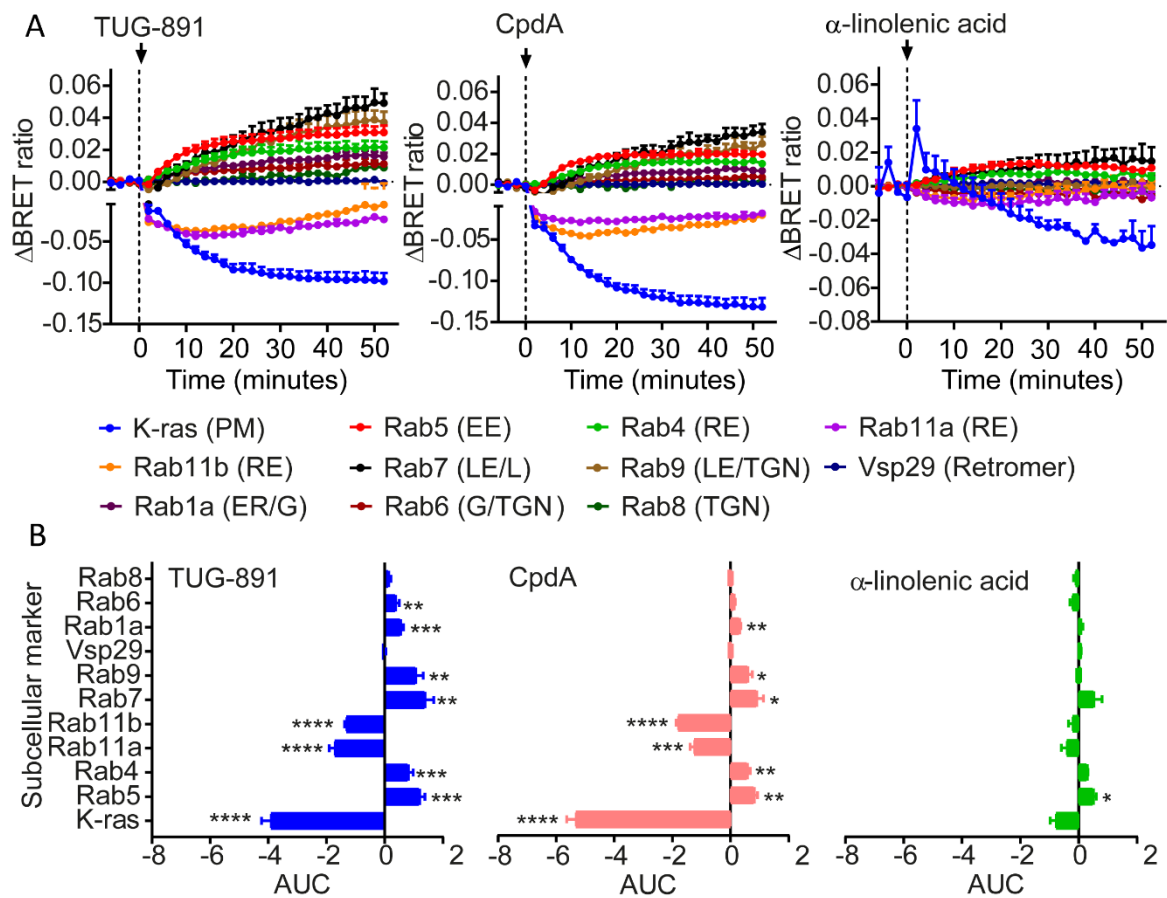 A
TUG-891
CpdA
α-linolenic acid
ΔBRET ratio
0.06
0.04
0.02
0.00
-0.05
-0.10
-0.15
0 10 20 30 40 50
Time (minutes)
ΔBRET ratio
0.06
0.04
0.02
0.00
-0.05
-0.10
-0.15
0 10 20 30 40 50
Time (minutes)
ΔBRET ratio
0.06
0.04
0.02
0.00
-0.02
-0.04
-0.06
-0.08
0 10 20 30 40 50
Time (minutes)
K-ras (PM) Rab5 (EE) Rab4 (RE) Rab11a (RE)
Rab11b (RE) Rab7 (LE/L) Rab9 (LE/TGN) Vsp29 (Retromer)
Rab1a (ER/G) Rab6 (G/TGN) Rab8 (TGN)
B
Subcellular marker
TUG-891
Rab8
Rab6 **
Rab1a ***
Vsp29
Rab9 **
Rab7 **
Rab11b ****
Rab11a ****
Rab4 ***
Rab5 ***
K-ras ****
-8 -6 -4 -2 0 2
AUC
CpdA
**
*
*
****
***
**
**
****
-8 -6 -4 -2 0 2
AUC
α-linolenic acid
*
-8 -6 -4 -2 0 2
AUC